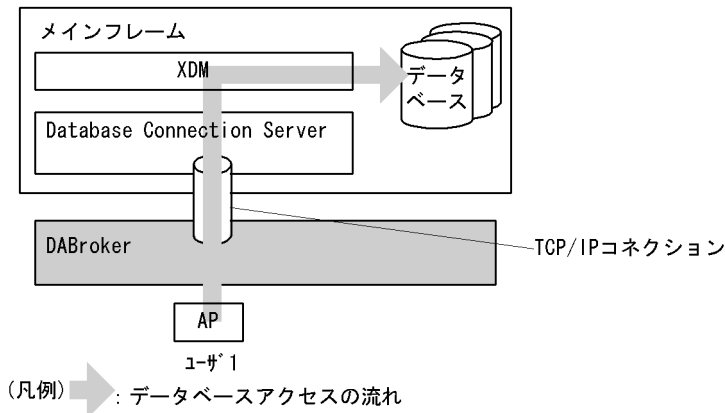 メインフレーム
XDM
データ
ベース
Database Connection Server
DABroker
TCP/IPコネクション
AP
ﾕｰｻﾞ1
(凡例)
: データベースアクセスの流れ